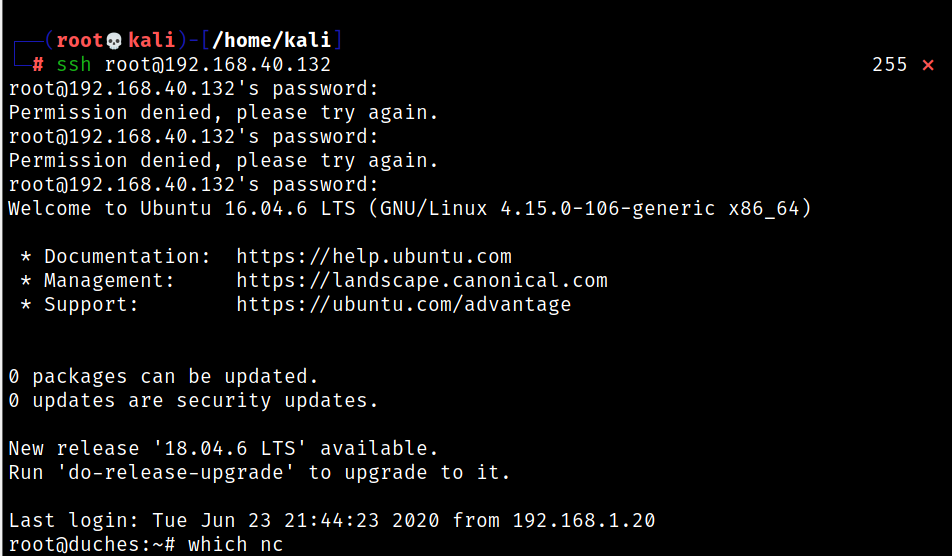 (root💀kali)-[/home/kali]
# ssh root@192.168.40.132 255 ✗
root@192.168.40.132's password:
Permission denied, please try again.
root@192.168.40.132's password:
Permission denied, please try again.
root@192.168.40.132's password:
Welcome to Ubuntu 16.04.6 LTS (GNU/Linux 4.15.0-106-generic x86_64)
* Documentation: https://help.ubuntu.com
* Management: https://landscape.canonical.com
* Support: https://ubuntu.com/advantage
0 packages can be updated.
0 updates are security updates.
New release '18.04.6 LTS' available.
Run 'do-release-upgrade' to upgrade to it.
Last login: Tue Jun 23 21:44:23 2020 from 192.168.1.20
root@duches:~# which nc